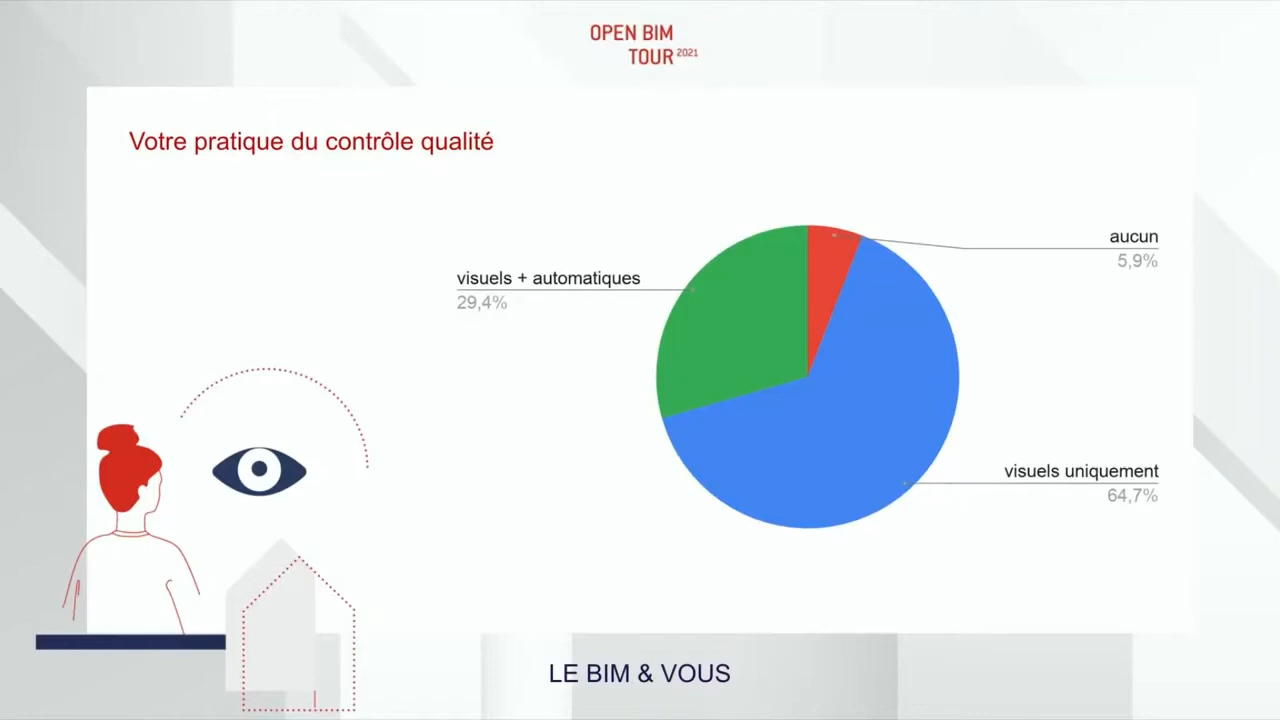 OPEN BIM
TOUR 2021
Votre pratique du contrôle qualité
aucun
5,9%
visuels + automatiques
29,4%
visuels uniquement
64,7%
LE BIM & VOUS